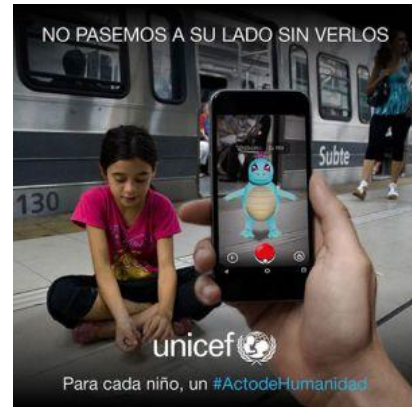 NO PASEMOS A SU LADO SIN VERLOS
Subte
130
unicef
Para cada niño, un #ActodeHumanidad